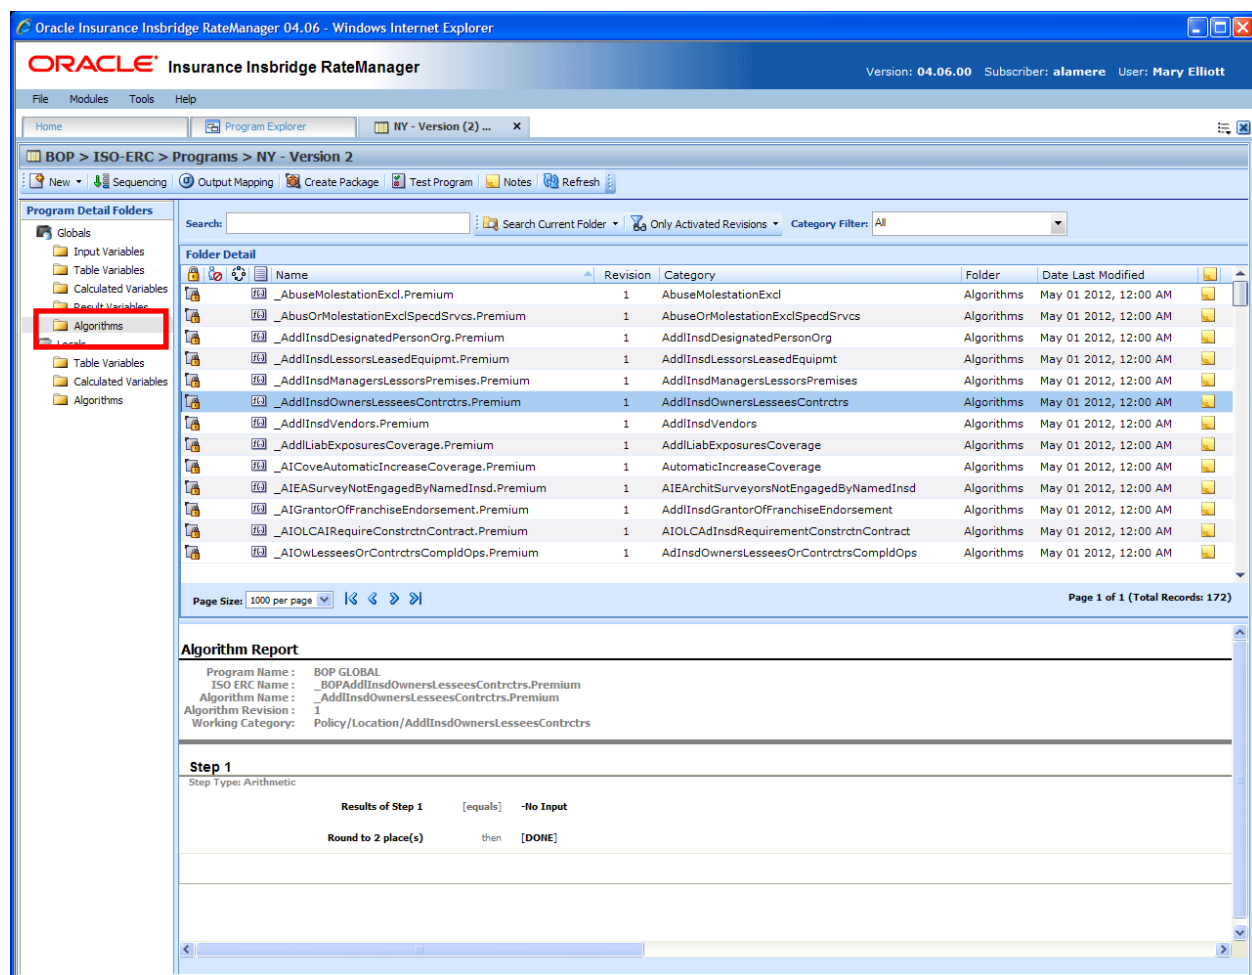 Oracle Insurance Insbridge RateManager 04.06 - Windows Internet Explorer
ORACLE Insurance Insbridge RateManager
Version: 04.06.00 Subscriber: alamere User: Mary Elliott
File Modules Tools Help
Home Program Explorer NY - Version (2) ... X
BOP > ISO-ERC > Programs > NY - Version 2
New Sequencing Output Mapping Create Package Test Program Notes Refresh
Program Detail Folders
Globals
Input Variables
Table Variables
Calculated Variables
Result Variables
Algorithms
Locals
Table Variables
Calculated Variables
Algorithms
Search: Search Current Folder Only Activated Revisions Category Filter: All
Folder Detail
Name Revision Category Folder Date Last Modified
_AbuseMolestationExcl.Premium 1 AbuseMolestationExcl Algorithms May 01 2012, 12:00 AM
_AbusOrMolestationExclSpecdSrvcs.Premium 1 AbuseOrMolestationExclSpecdSrvcs Algorithms May 01 2012, 12:00 AM
_AddlInsdDesignatedPersonOrg.Premium 1 AddlInsdDesignatedPersonOrg Algorithms May 01 2012, 12:00 AM
_AddlInsdLessorsLeasedEquipmt.Premium 1 AddlInsdLessorsLeasedEquipmt Algorithms May 01 2012, 12:00 AM
_AddlInsdManagersLessorsPremises.Premium 1 AddlInsdManagersLessorsPremises Algorithms May 01 2012, 12:00 AM
_AddlInsdOwnersLesseesContrctrs.Premium 1 AddlInsdOwnersLesseesContrctrs Algorithms May 01 2012, 12:00 AM
_AddlInsdVendors.Premium 1 AddlInsdVendors Algorithms May 01 2012, 12:00 AM
_AddlLiabExposuresCoverage.Premium 1 AddlLiabExposuresCoverage Algorithms May 01 2012, 12:00 AM
_AICoveAutomaticIncreaseCoverage.Premium 1 AutomaticIncreaseCoverage Algorithms May 01 2012, 12:00 AM
_AIEASurveyNotEngagedByNamedInsd.Premium 1 AIEArchitSurveyorsNotEngagedByNamedInsd Algorithms May 01 2012, 12:00 AM
_AIGrantorOfFranchiseEndorsement.Premium 1 AddlInsdGrantorOfFranchiseEndorsement Algorithms May 01 2012, 12:00 AM
_AIOLCAIRequireConstrctnContract.Premium 1 AIOLCAdInsdRequirementConstrctnContract Algorithms May 01 2012, 12:00 AM
_AIOwLesseesOrContrctrsCompldOps.Premium 1 AdInsdOwnersLesseesOrContrctrsCompldOps Algorithms May 01 2012, 12:00 AM
Page Size: 1000 per page Page 1 of 1 (Total Records: 172)
Algorithm Report
Program Name : BOP GLOBAL
ISO ERC Name : _BOPAddlInsdOwnersLesseesContrctrs.Premium
Algorithm Name : _AddlInsdOwnersLesseesContrctrs.Premium
Algorithm Revision : 1
Working Category: Policy/Location/AddlInsdOwnersLesseesContrctrs
Step 1
Step Type: Arithmetic
Results of Step 1 [equals] -No Input
Round to 2 place(s) then [DONE]